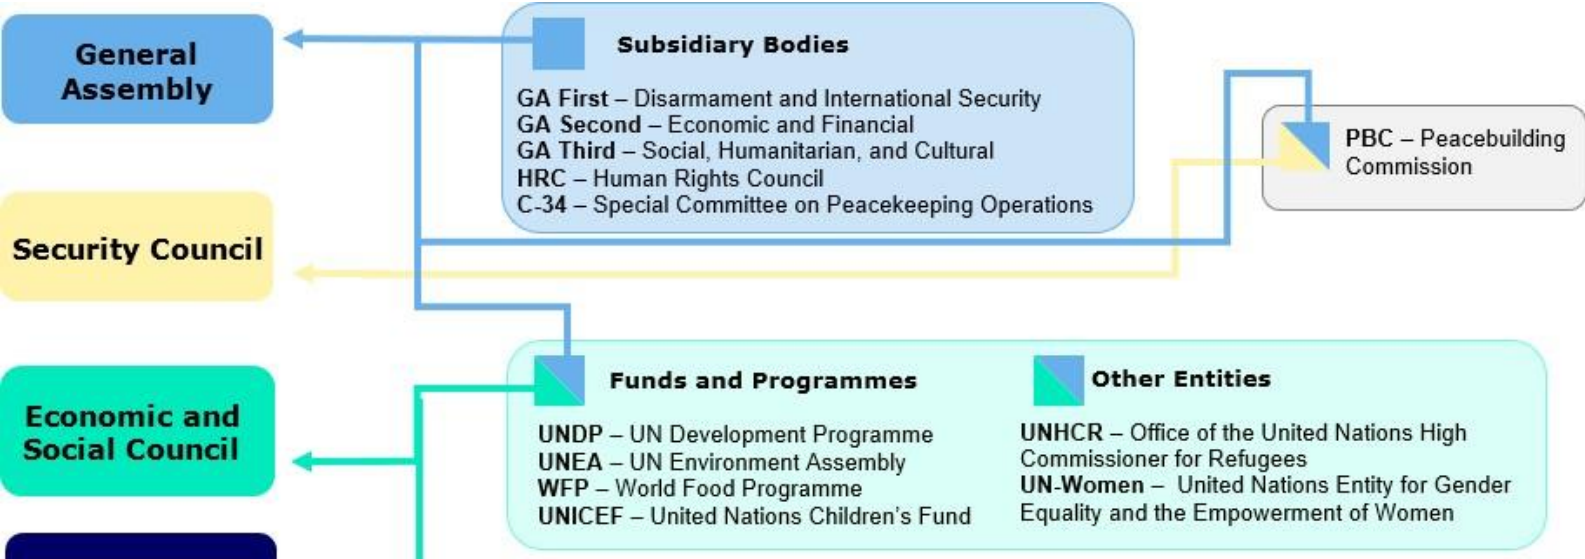 General
Assembly
Subsidiary Bodies
GA First – Disarmament and International Security
GA Second – Economic and Financial
GA Third – Social, Humanitarian, and Cultural
HRC – Human Rights Council
C-34 – Special Committee on Peacekeeping Operations
PBC – Peacebuilding
Commission
Security Council
Economic and
Social Council
Funds and Programmes
UNDP – UN Development Programme
UNEA – UN Environment Assembly
WFP – World Food Programme
UNICEF – United Nations Children’s Fund
Other Entities
UNHCR – Office of the United Nations High
Commissioner for Refugees
UN-Women – United Nations Entity for Gender
Equality and the Empowerment of Women